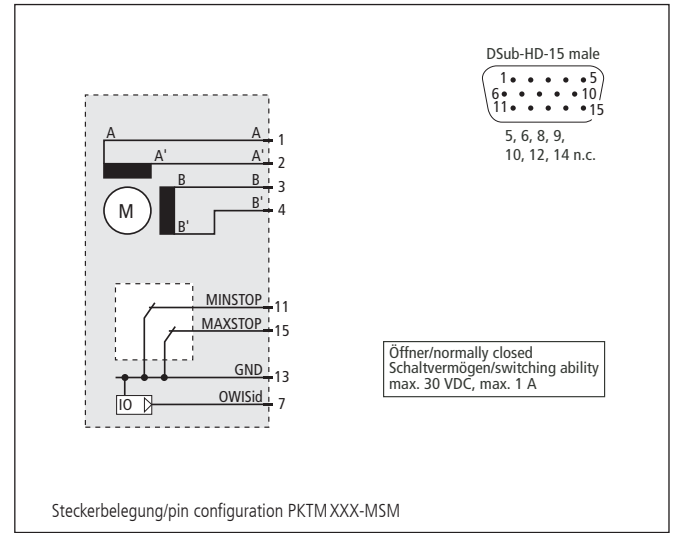 DSub-HD-15 male
1 5
6 10
11 15
5, 6, 8, 9,
10, 12, 14 n.c.
A A 1
A' A' 2
B B 3
B' 4
M
B'
MINSTOP 11
MAXSTOP 15
GND 13
IO OWISid 7
Öffner/normally closed
Schaltvermögen/switching ability
max. 30 VDC, max. 1 A
Steckerbelegung/pin configuration PKTM XXX-MSM